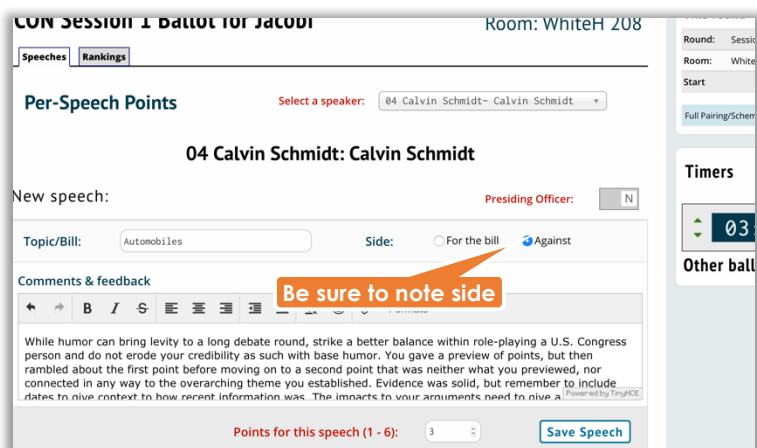 CON Session 1 Ballot for Jacobi
Room: WhiteH 208
Speeches Rankings
Per-Speech Points
Select a speaker: 04 Calvin Schmidt– Calvin Schmidt
04 Calvin Schmidt: Calvin Schmidt
New speech:
Presiding Officer: N
Topic/Bill: Automobiles Side: For the bill Against
Comments & feedback
Be sure to note side
B I S
While humor can bring levity to a long debate round, strike a better balance within role-playing a U.S. Congress
person and do not erode your credibility as such with base humor. You gave a preview of points, but then
rambled about the first point before moving on to a second point that was neither what you previewed, nor
connected in any way to the overarching theme you established. Evidence was solid, but remember to include
dates to give context to how recent information was. The impacts to your arguments need to give a
Powered by TinyMCE
Points for this speech (1 - 6): 3 Save Speech
Round: Sessio
Room: White
Start
Full Pairing/Schem
Timers
03:
Other ball